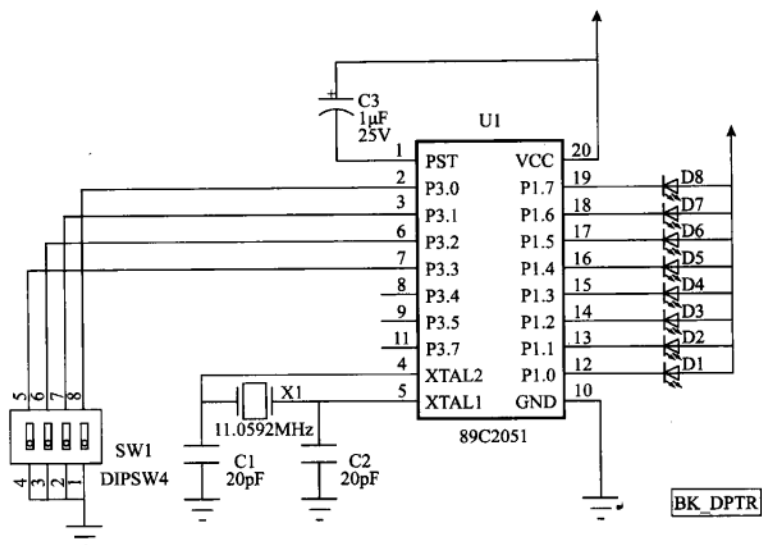 C3
1μF
25V
U1
1 PST VCC 20
2 P3.0 P1.7 19 D8
3 P3.1 P1.6 18 D7
6 P3.2 P1.5 17 D6
7 P3.3 P1.4 16 D5
8 P3.4 P1.3 15 D4
9 P3.5 P1.2 14 D3
11 P3.7 P1.1 13 D2
4 XTAL2 P1.0 12 D1
5 XTAL1 GND 10
89C2051
X1
11.0592MHz
5 6 7 8
SW1
DIPSW4
4 3 2 1
C1
20pF
C2
20pF
BK_DPTR
+